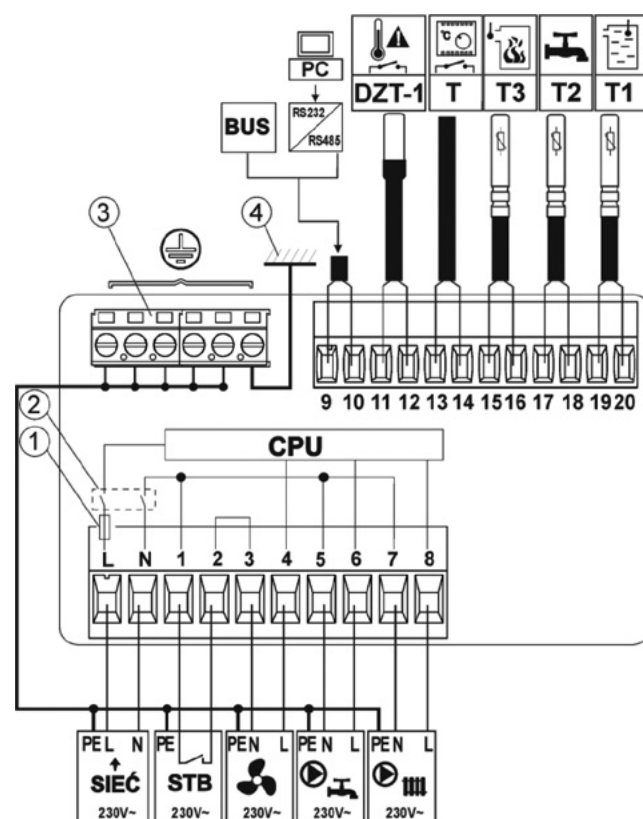 PC
DZT-1 T T3 T2 T1
BUS
RS232
RS485
°C
3
4
9 10 11 12 13 14 15 16 17 18 19 20
2
1
CPU
L N 1 2 3 4 5 6 7 8
PE L N PE PE N L PE N L PE N L
SIEĆ STB
230V~ 230V~ 230V~ 230V~ 230V~